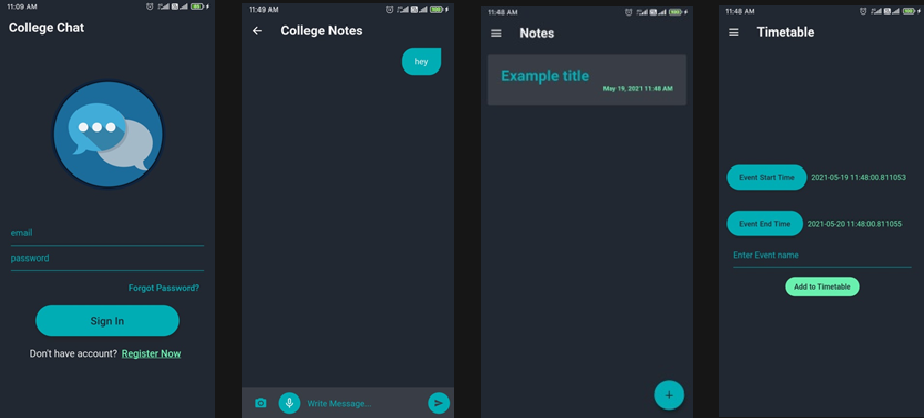 11:09 AM
College Chat
email
password
Forgot Password?
Sign In
Don't have account? Register Now
11:49 AM
College Notes
hey
Write Message...
11:48 AM
Notes
Example title
May 19, 2021 11:48 AM
11:48 AM
Timetable
Event Start Time 2021-05-19 11:48:00.811053
Event End Time 2021-05-20 11:48:00.811055
Enter Event name
Add to Timetable